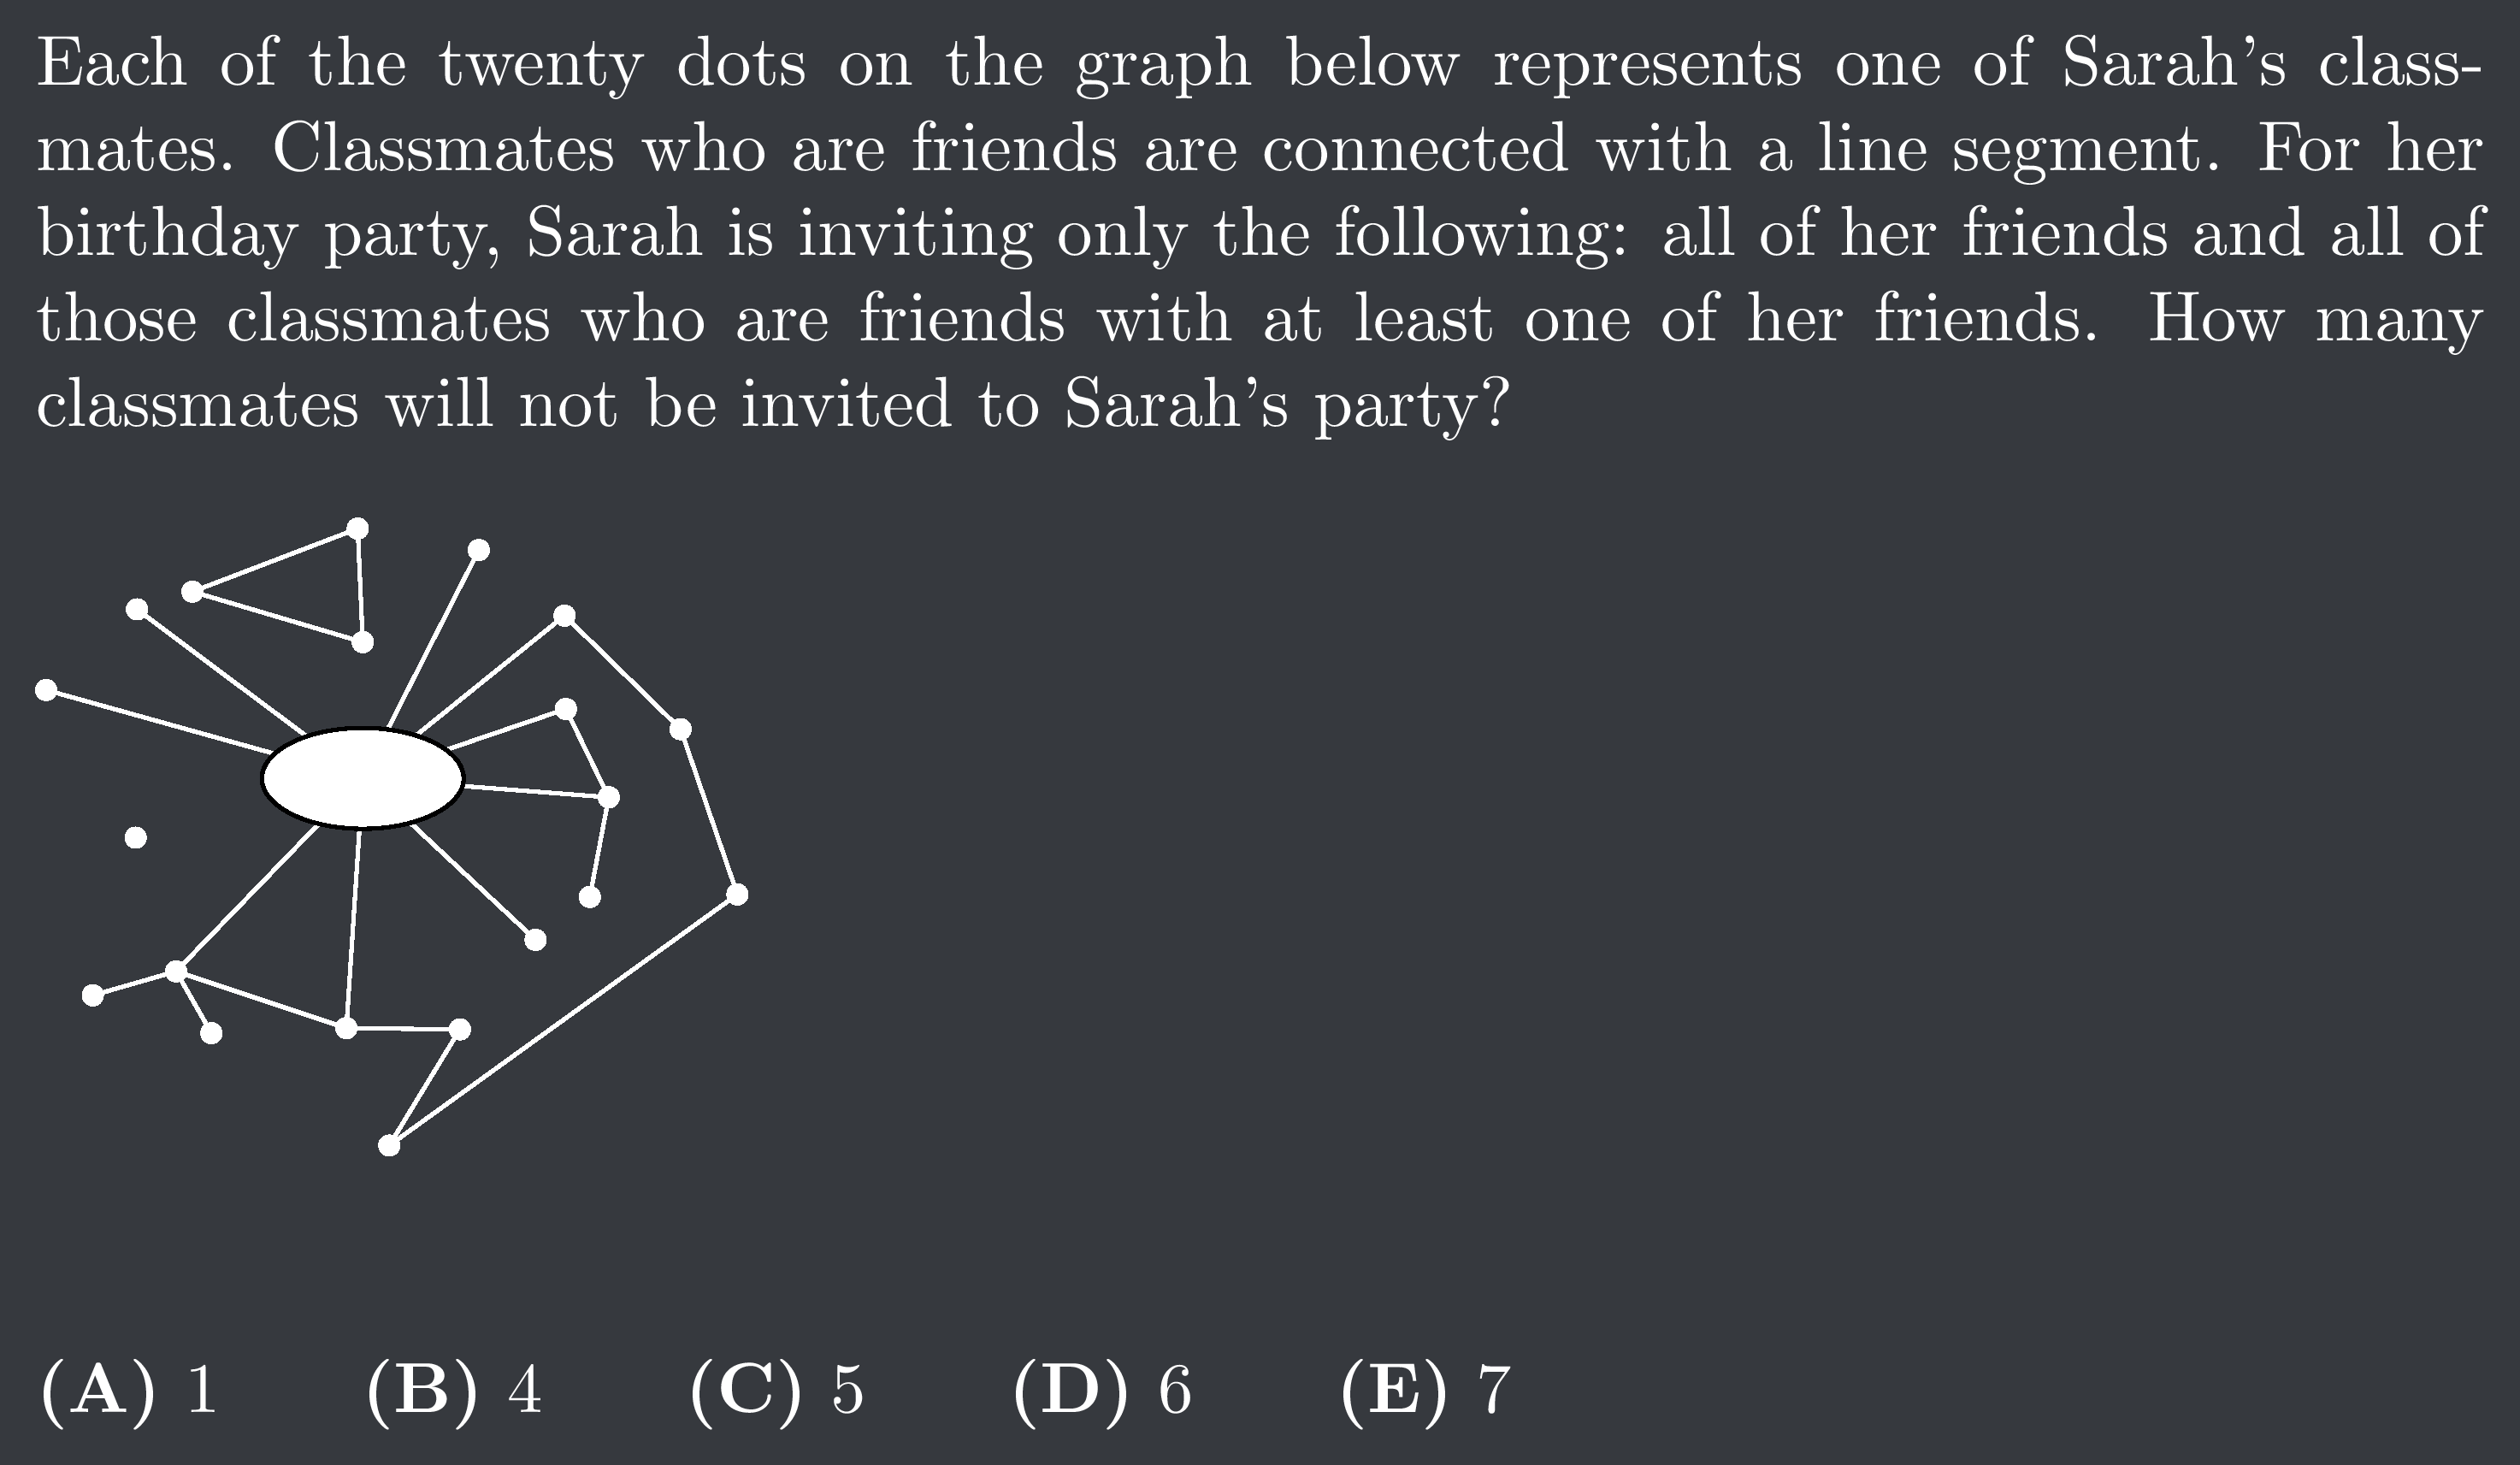 Each of the twenty dots on the graph below represents one of Sarah's class-
mates. Classmates who are friends are connected with a line segment. For her
birthday party, Sarah is inviting only the following: all of her friends and all of
those classmates who are friends with at least one of her friends. How many
classmates will not be invited to Sarah's party?
(A) 1 (B) 4 (C) 5 (D) 6 (E) 7